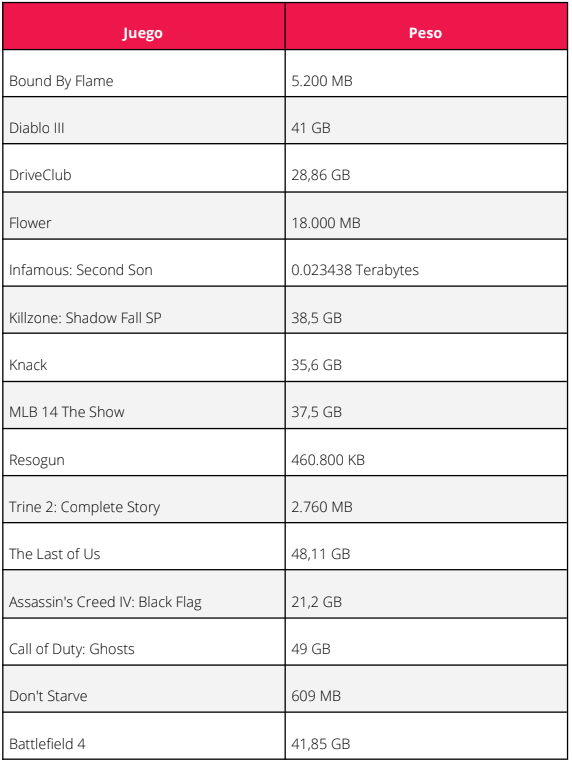 Juego Peso
Bound By Flame 5.200 MB
Diablo III 41 GB
DriveClub 28,86 GB
Flower 18.000 MB
Infamous: Second Son 0.023438 Terabytes
Killzone: Shadow Fall SP 38,5 GB
Knack 35,6 GB
MLB 14 The Show 37,5 GB
Resogun 460.800 KB
Trine 2: Complete Story 2.760 MB
The Last of Us 48,11 GB
Assassin's Creed IV: Black Flag 21,2 GB
Call of Duty: Ghosts 49 GB
Don't Starve 609 MB
Battlefield 4 41,85 GB